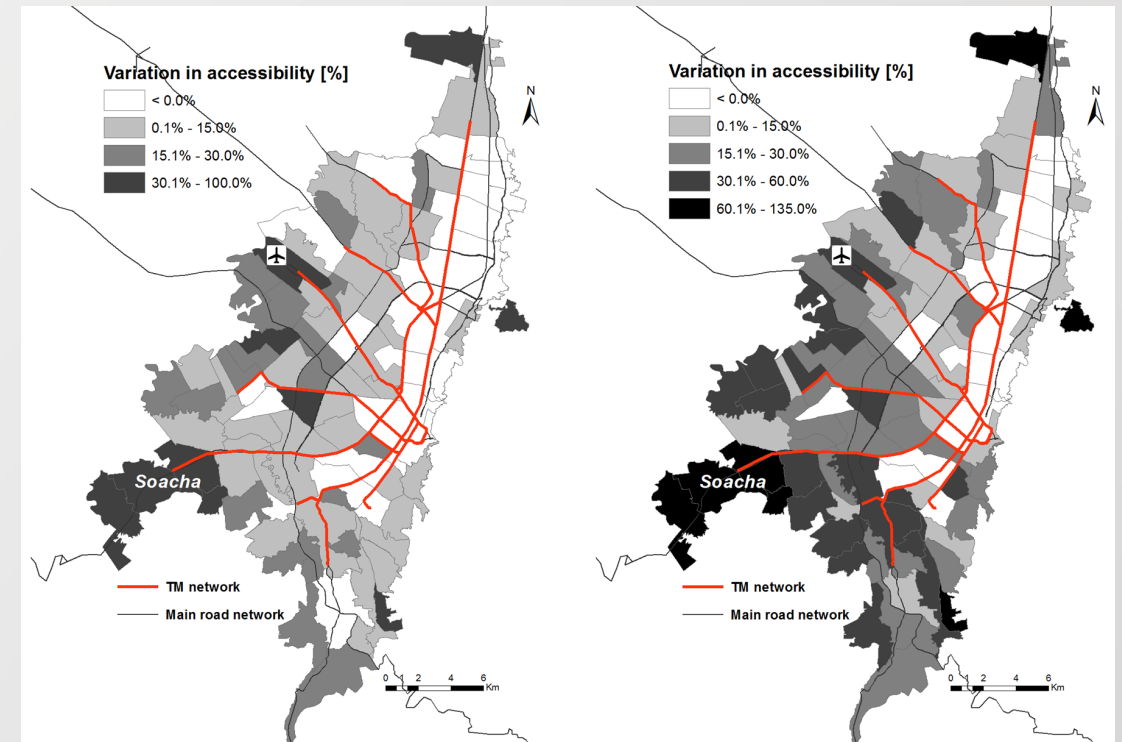 Variation in accessibility [%]
< 0.0%
0.1% - 15.0%
15.1% - 30.0%
30.1% - 100.0%
N
Soacha
TM network
Main road network
0 2 4 6
Km
Variation in accessibility [%]
< 0.0%
0.1% - 15.0%
15.1% - 30.0%
30.1% - 60.0%
60.1% - 135.0%
N
Soacha
TM network
Main road network
0 2 4 6
Km